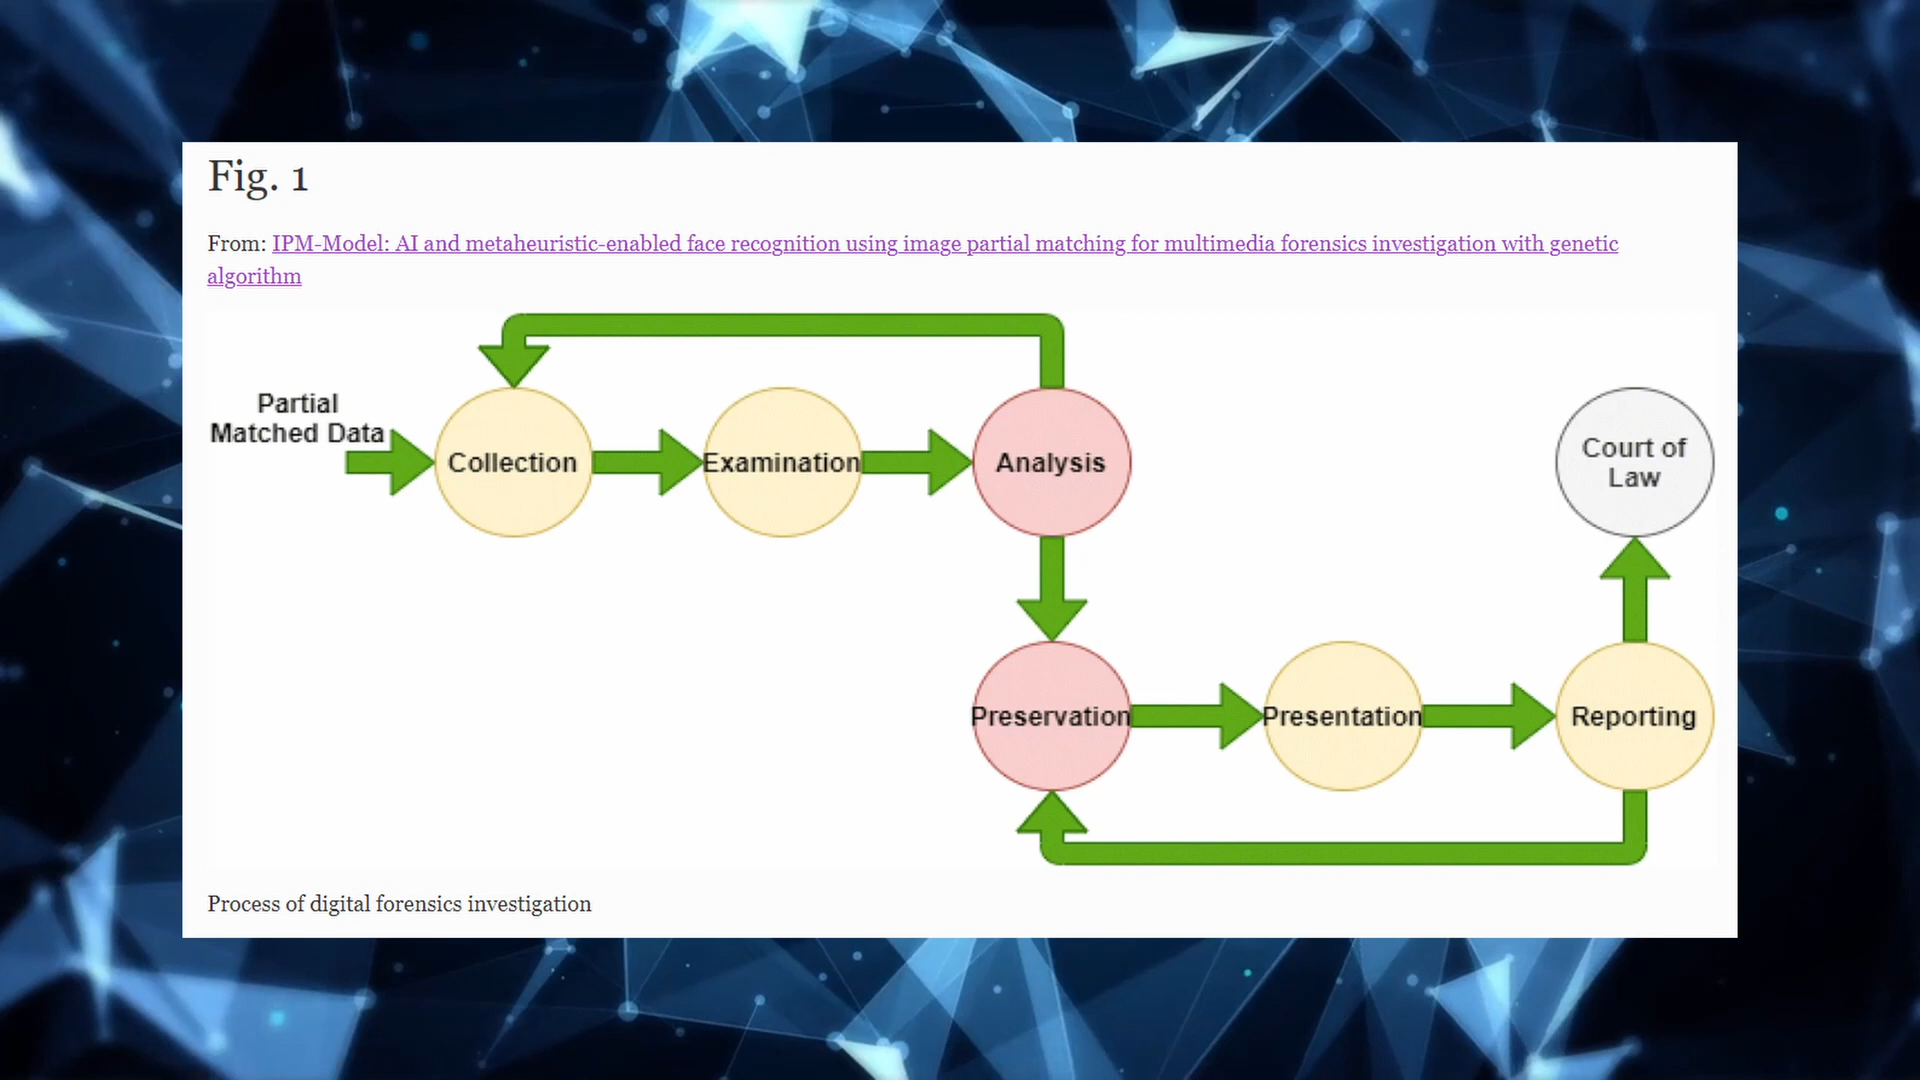 Fig. 1
From: IPM-Model: AI and metaheuristic-enabled face recognition using image partial matching for multimedia forensics investigation with genetic
algorithm
Partial
Matched Data
Collection
Examination
Analysis
Court of
Law
Preservation
Presentation
Reporting
Process of digital forensics investigation